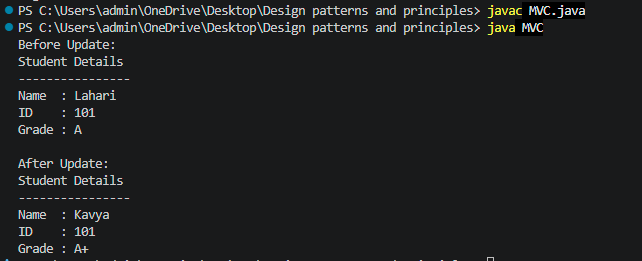 PS C:\Users\admin\OneDrive\Desktop\Design patterns and principles> javac MVC.java
PS C:\Users\admin\OneDrive\Desktop\Design patterns and principles> java MVC
Before Update:
Student Details
----------------
Name  : Lahari
ID    : 101
Grade : A

After Update:
Student Details
----------------
Name  : Kavya
ID    : 101
Grade : A+